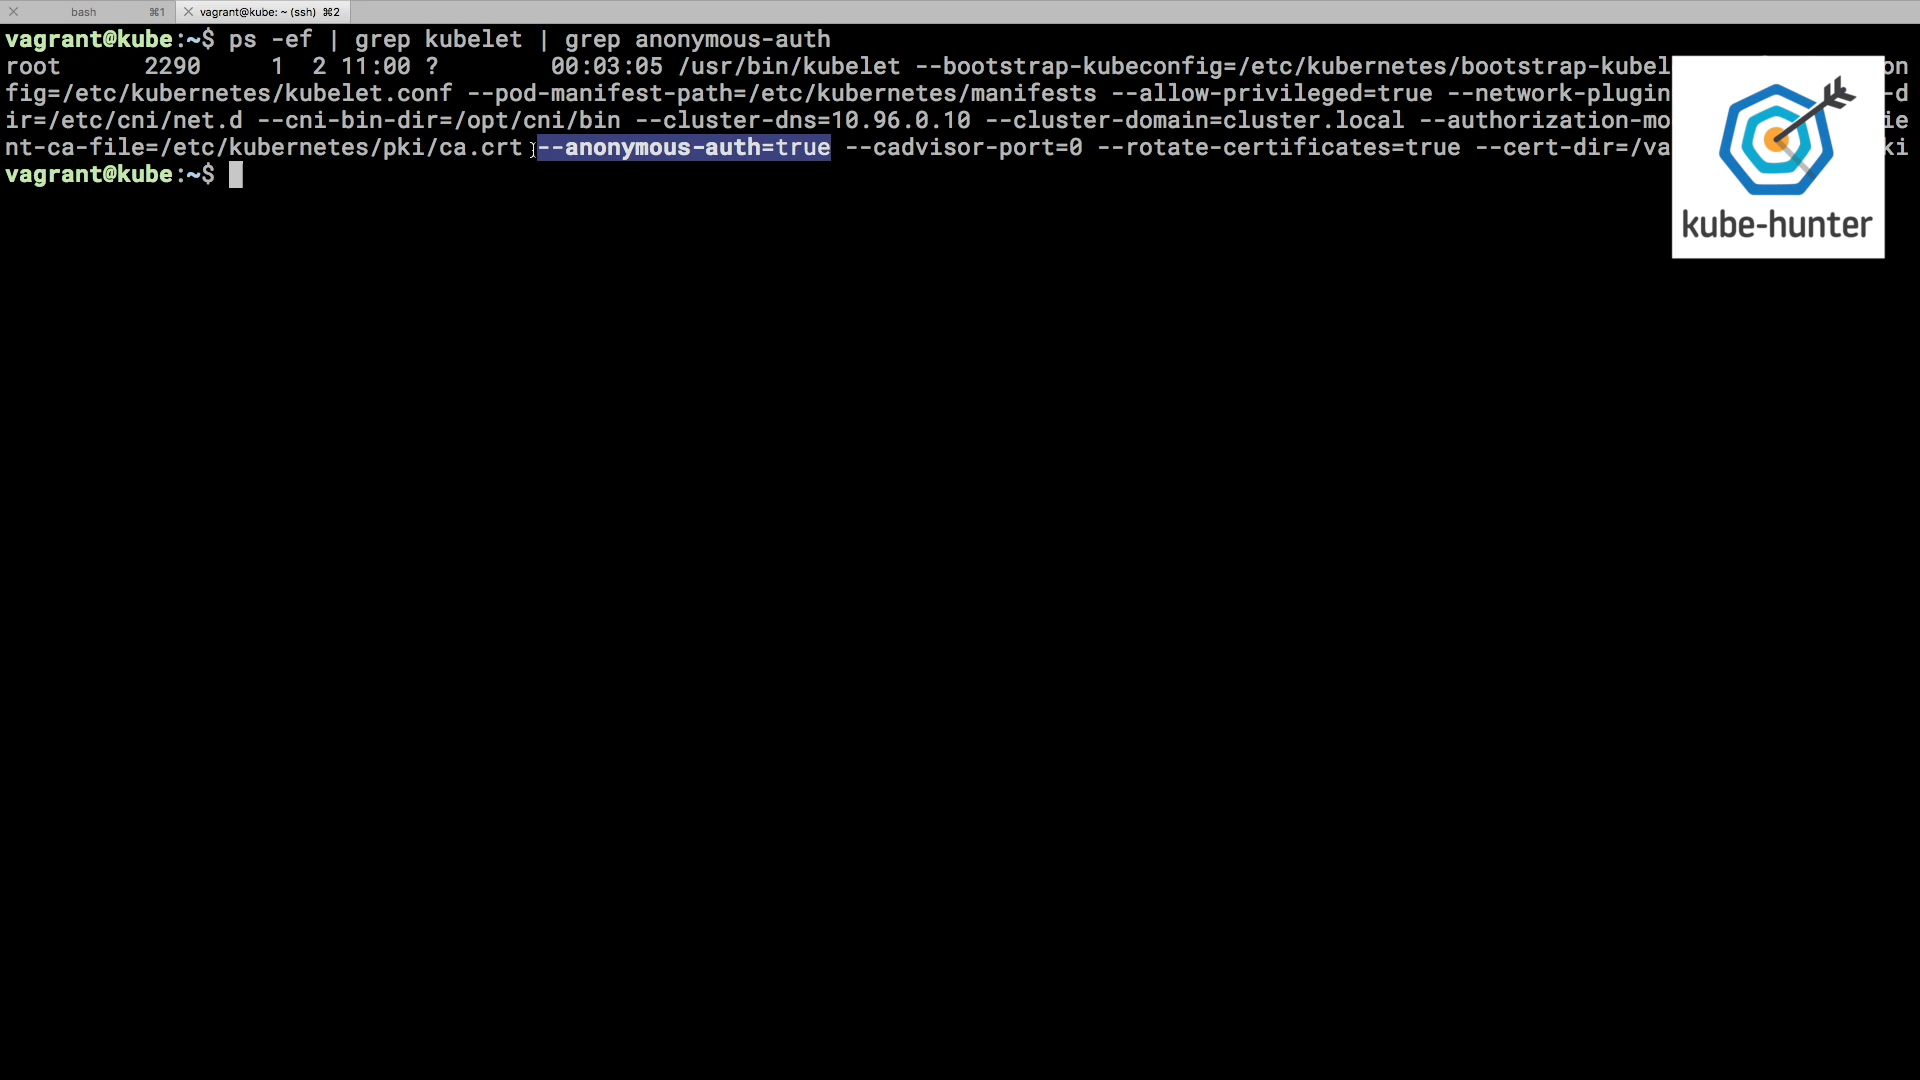 bash ⌘1 vagrant@kube: ~ (ssh) ⌘2
vagrant@kube:~$ ps -ef | grep kubelet | grep anonymous-auth
root 2290 1 2 11:00 ? 00:03:05 /usr/bin/kubelet --bootstrap-kubeconfig=/etc/kubernetes/bootstrap-kubel on
fig=/etc/kubernetes/kubelet.conf --pod-manifest-path=/etc/kubernetes/manifests --allow-privileged=true --network-plugin -d
ir=/etc/cni/net.d --cni-bin-dir=/opt/cni/bin --cluster-dns=10.96.0.10 --cluster-domain=cluster.local --authorization-mo ie
nt-ca-file=/etc/kubernetes/pki/ca.crt --anonymous-auth=true --cadvisor-port=0 --rotate-certificates=true --cert-dir=/va ki
vagrant@kube:~$
kube-hunter